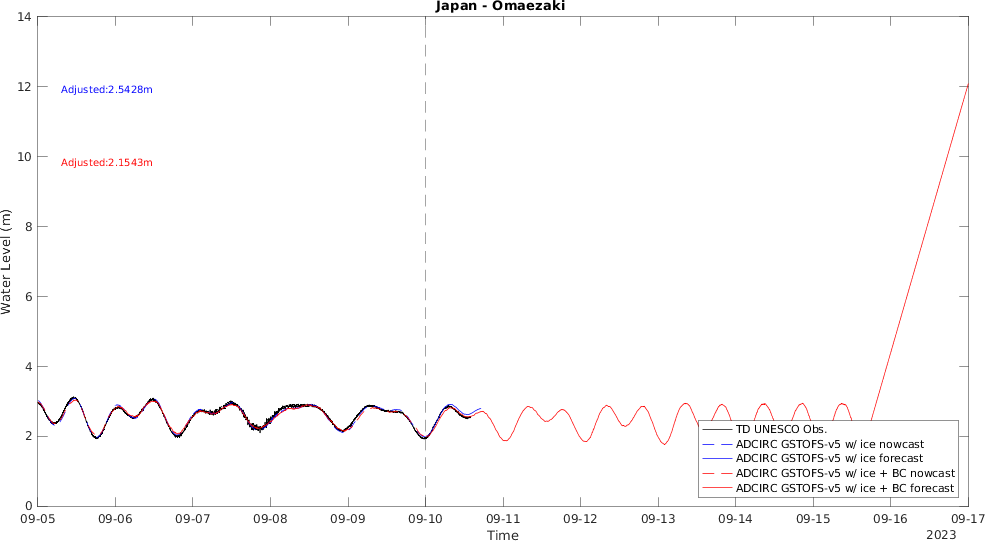 Japan - Omaezaki
14
12
10
8
6
4
2
0
Water Level (m)
Adjusted:2.5428m
Adjusted:2.1543m
TD UNESCO Obs.
ADCIRC GSTOFS-v5 w/ ice nowcast
ADCIRC GSTOFS-v5 w/ ice forecast
ADCIRC GSTOFS-v5 w/ ice + BC nowcast
ADCIRC GSTOFS-v5 w/ ice + BC forecast
09-05 09-06 09-07 09-08 09-09 09-10 09-11 09-12 09-13 09-14 09-15 09-16 09-17
Time
2023